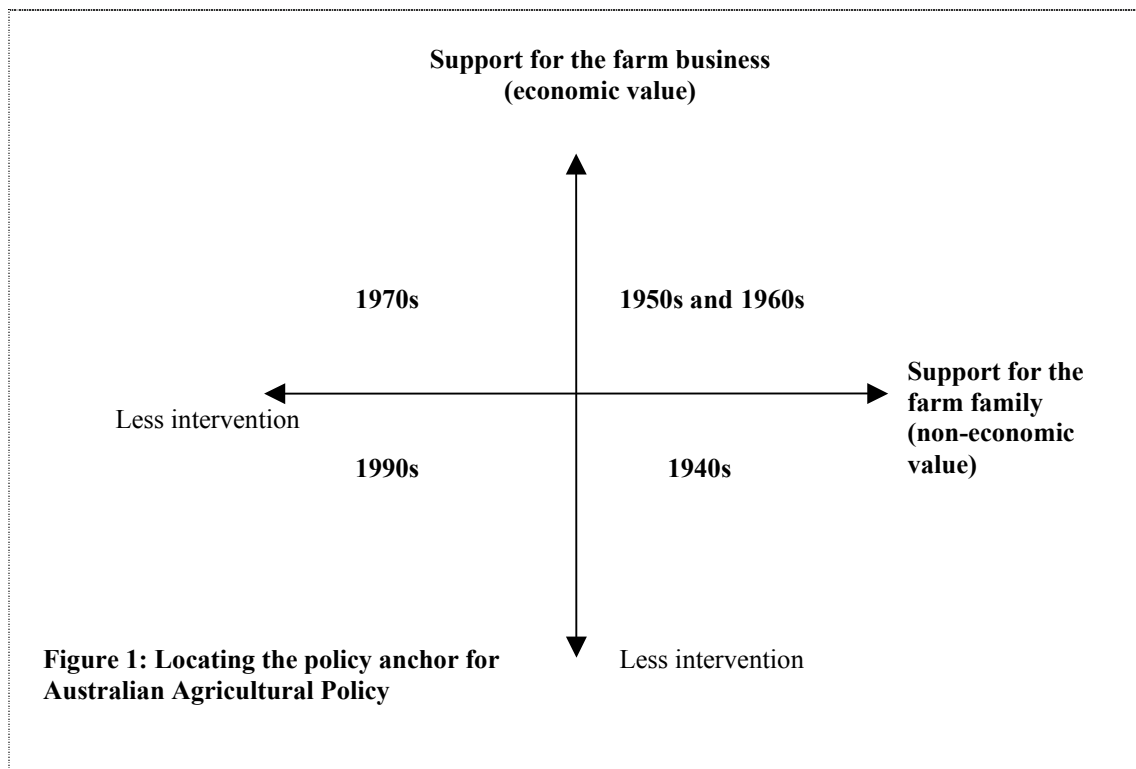 Support for the farm business
(economic value)
1970s
1950s and 1960s
Less intervention
Support for the
farm family
(non-economic
value)
1990s
1940s
Figure 1: Locating the policy anchor for
Australian Agricultural Policy
Less intervention